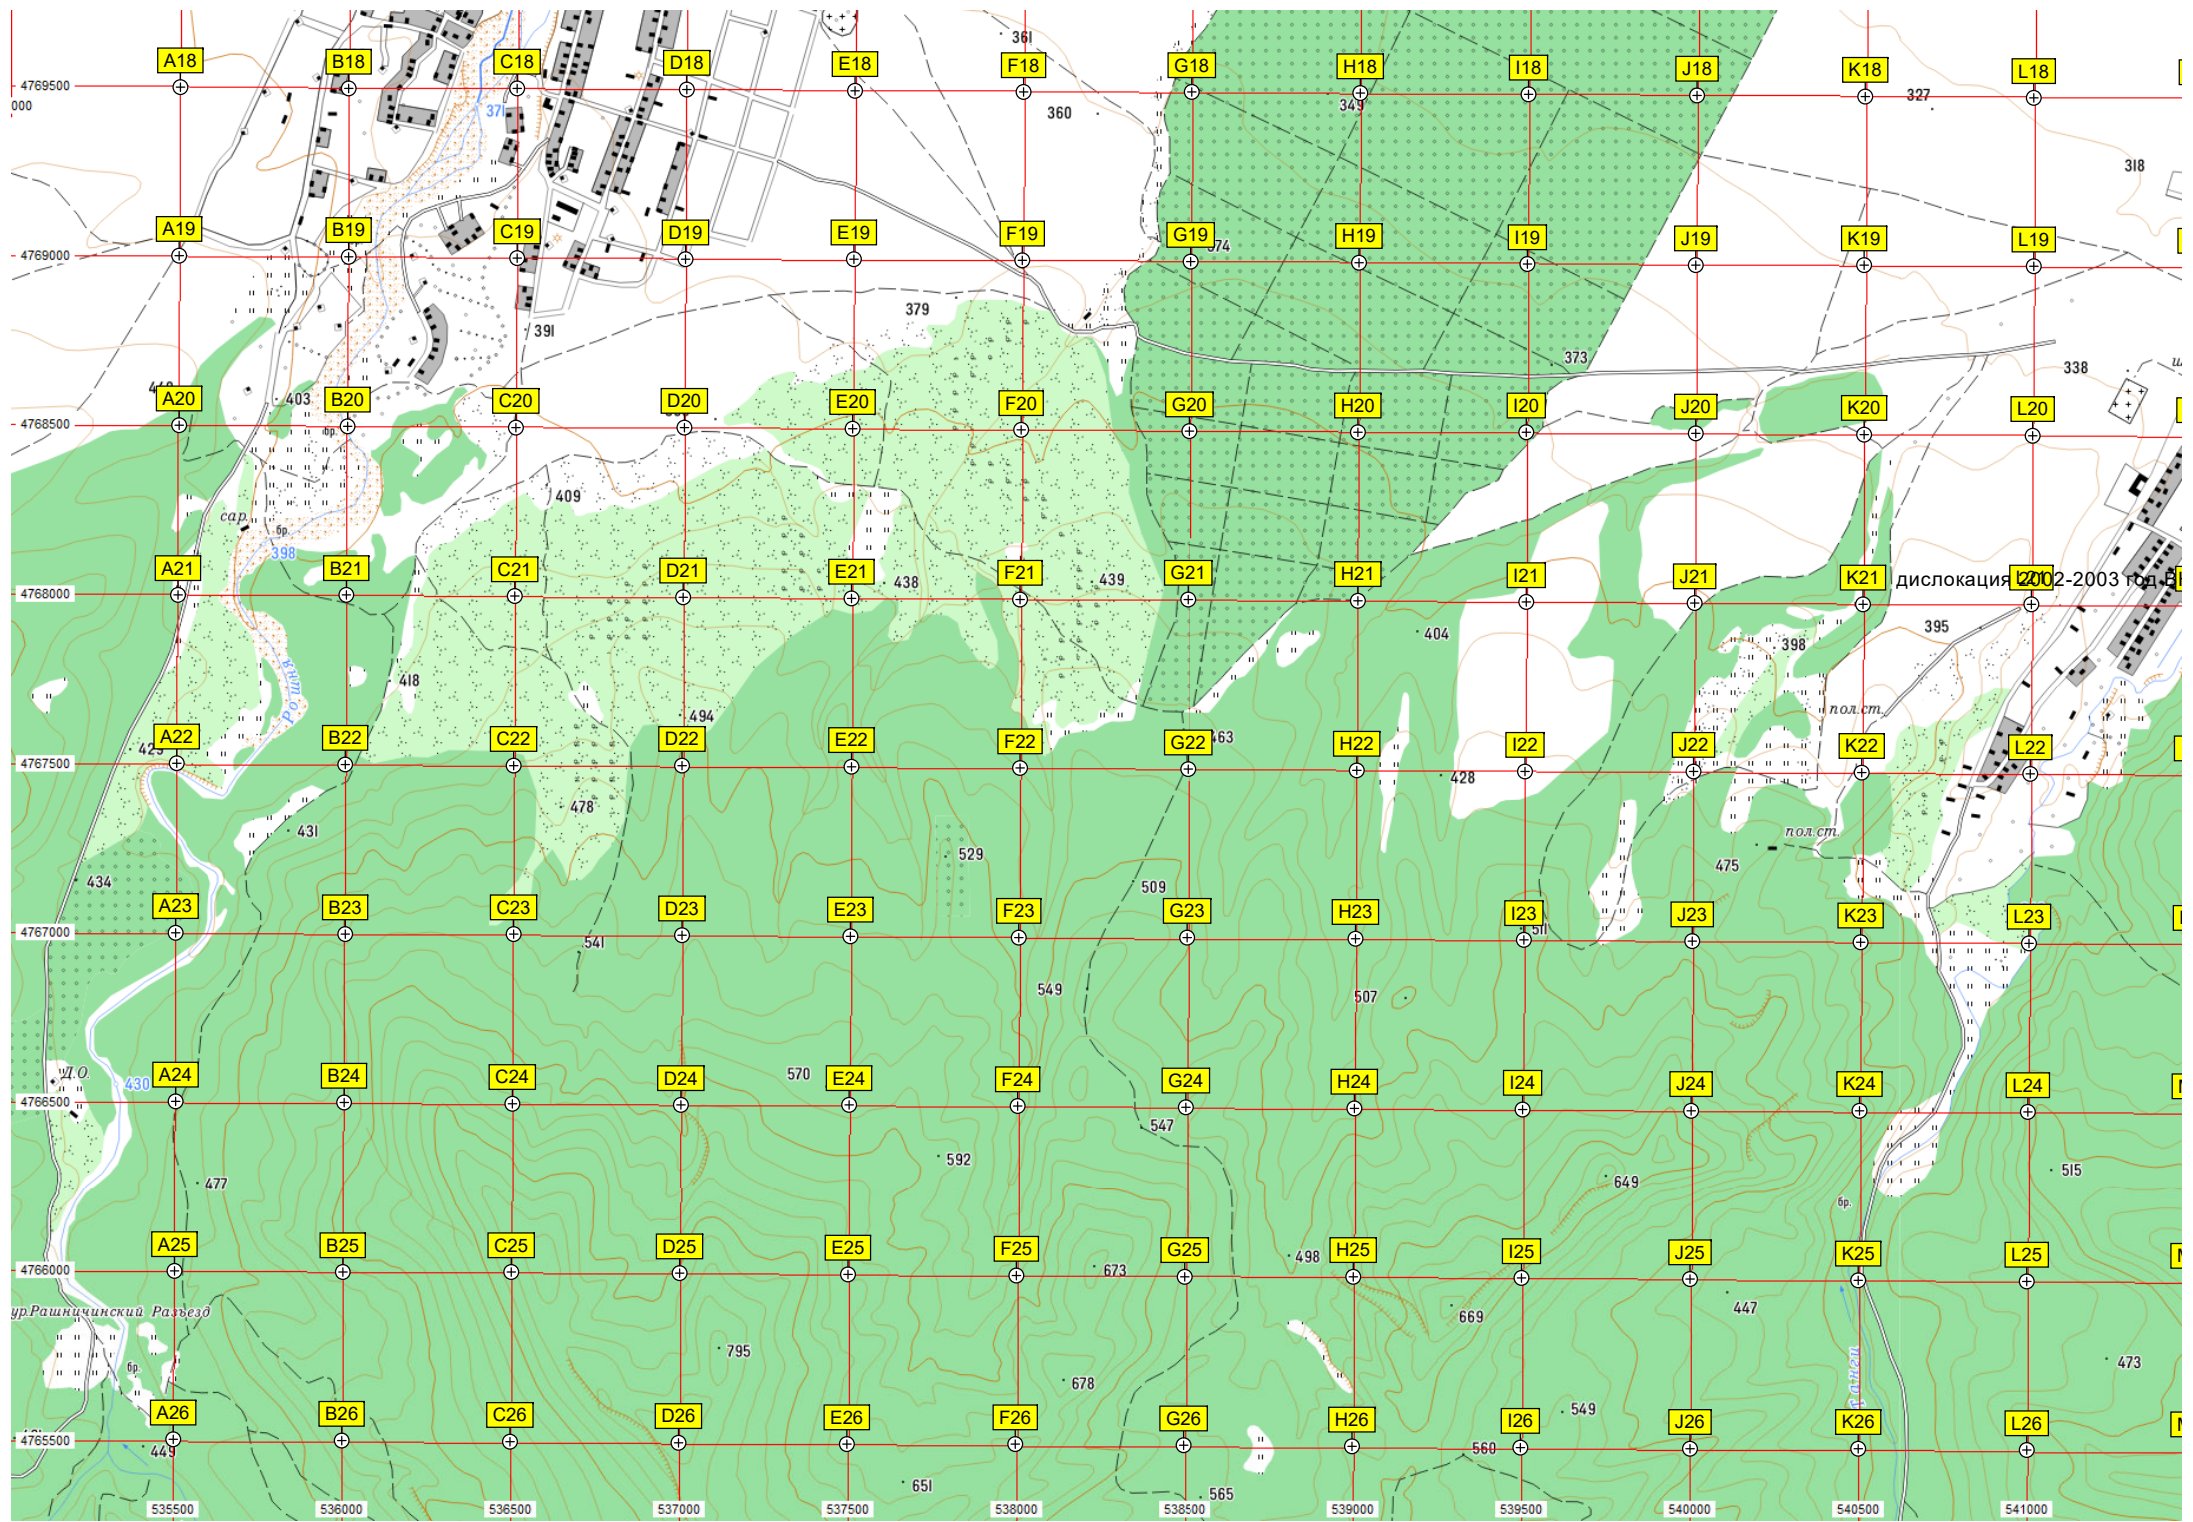 361
A18 B18 C18 D18 E18 F18 G18 H18 I18 J18 K18 L18
4769500
000
371 360 349 327
318
A19 B19 C19 D19 E19 F19 G19 H19 I19 J19 K19 L19
4769000
379
391 373
338
403
A20 B20 C20 D20 E20 F20 G20 H20 I20 J20 K20 L20
4768500
бр.
409
сар.
бр.
398
A21 B21 C21 D21 E21 F21 G21 H21 I21 J21 K21 L21
438 439
дислокация 2002-2003 год
4768000
404 395
398
418
Рошня
494 пол.ст.
A22 B22 C22 D22 E22 F22 G22 H22 I22 J22 K22 L22
4767500
428
478
431 пол.ст.
529 475
434 509
A23 B23 C23 D23 E23 F23 G23 H23 I23 J23 K23 L23
4767000
541 511
549 507
Д.О. 430 570
A24 B24 C24 D24 E24 F24 G24 H24 I24 J24 K24 L24
4766500
547
592 515
477 649
бр.
A25 B25 C25 D25 E25 F25 G25 H25 I25 J25 K25 L25
498
4766000 673
447
ур.Рашничинский Разъезд 669
795 473
бр. 678
Танги
549
A26 B26 C26 D26 E26 F26 G26 H26 I26 J26 K26 L26
4765500
449 560
651 565
535500 536000 536500 537000 537500 538000 538500 539000 539500 540000 540500 541000